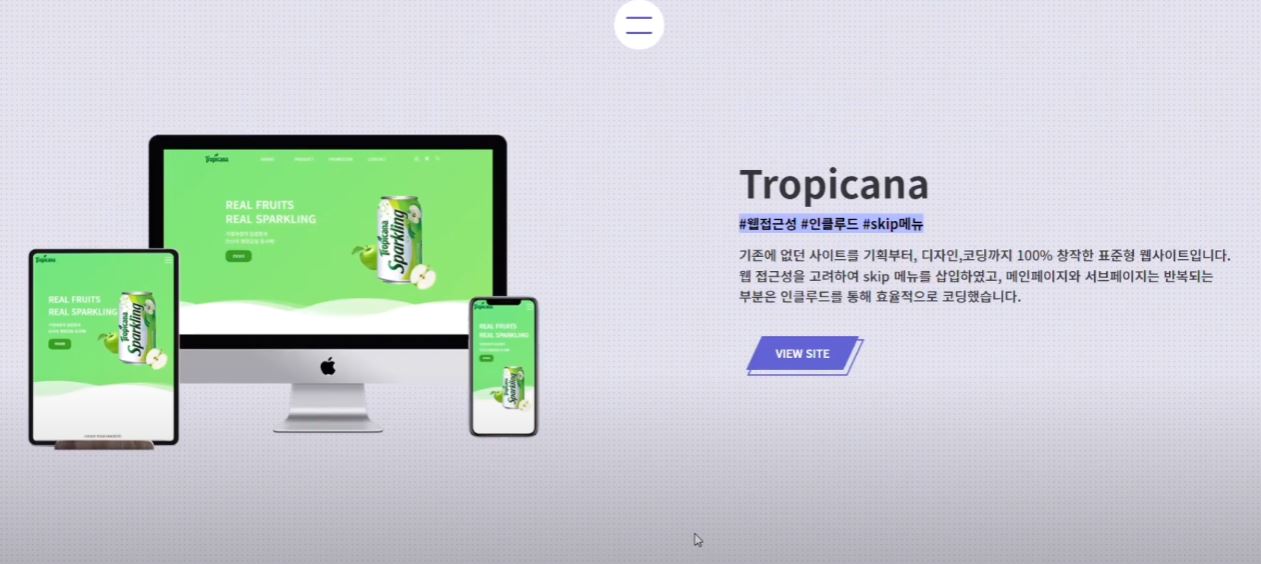 Tropicana
REAL FRUITS
REAL SPARKLING
Tropicana
Sparkling
Tropicana
REAL FRUITS
REAL SPARKLING
Tropicana
Sparkling
REAL FRUITS
REAL SPARKLING
Sparkling
Tropicana
#웹접근성 #인클루드 #skip메뉴
기존에 없던 사이트를 기획부터, 디자인,코딩까지 100% 창작한 표준형 웹사이트입니다.
웹 접근성을 고려하여 skip 메뉴를 삽입하였고, 메인페이지와 서브페이지는 반복되는
부분은 인클루드를 통해 효율적으로 코딩했습니다.
VIEW SITE